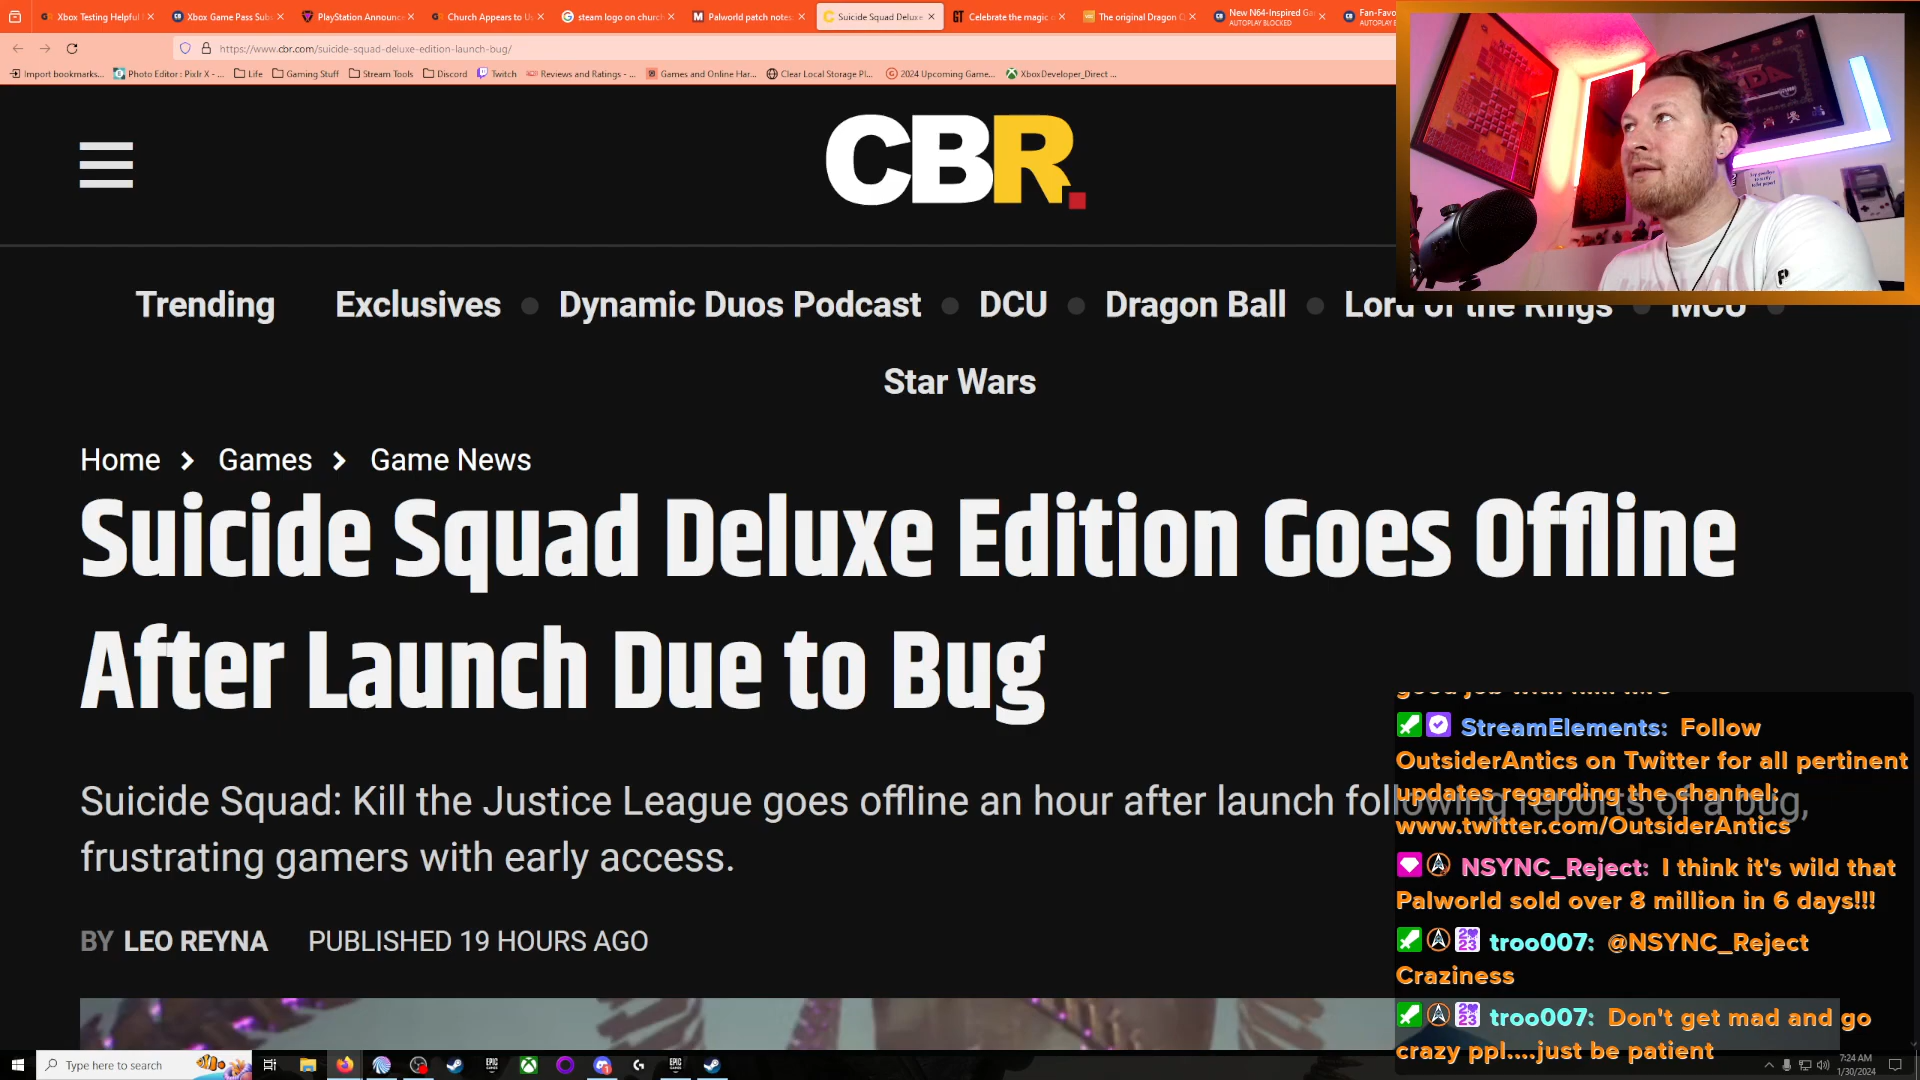 Xbox Testing Helpful
Xbox Game Pass Subs
PlayStation Announce
Church Appears to U
steam logo on church
Palworld patch notes
Suicide Squad Deluxe
Celebrate the magic
The original Dragon Q
New N64-Inspired Ga
AUTOPLAY BLOCKED
Fan-Favo
AUTOPLAY B
https://www.cbr.com/suicide-squad-deluxe-edition-launch-bug/
Import bookmarks...
Photo Editor : Pixlr X - ...
Life
Gaming Stuff
Stream Tools
Discord
Twitch
Reviews and Ratings - ...
Games and Online Har...
Clear Local Storage Pl...
2024 Upcoming Game...
XboxDeveloper_Direct ...
CBR.
Trending
Exclusives
Dynamic Duos Podcast
DCU
Dragon Ball
Lord of the Rings
MCU
Star Wars
Home > Games > Game News
Suicide Squad Deluxe Edition Goes Offline
After Launch Due to Bug
Suicide Squad: Kill the Justice League goes offline an hour after launch following reports of a bug,
frustrating gamers with early access.
BY LEO REYNA PUBLISHED 19 HOURS AGO
StreamElements: Follow
OutsiderAntics on Twitter for all pertinent
updates regarding the channel:
www.twitter.com/OutsiderAntics
NSYNC_Reject: I think it's wild that
Palworld sold over 8 million in 6 days!!!
troo007: @NSYNC_Reject
Craziness
troo007: Don't get mad and go
crazy ppl....just be patient
Type here to search
7:24 AM
1/30/2024